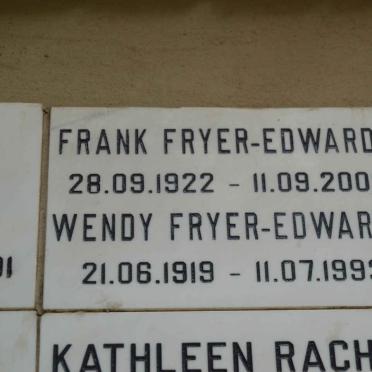 FRANK FRYER-EDWARD
28.09.1922 - 11.09.200
WENDY FRYER-EDWAR
01
21.06.1919 - 11.07.199
KATHLEEN RACH